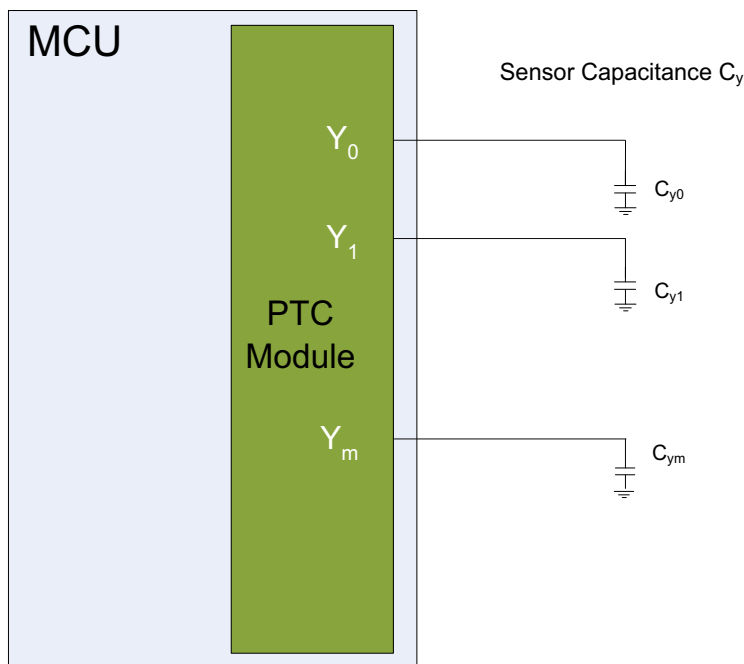 MCU
Sensor Capacitance Cy
Y0
Cy0
Y1
Cy1
PTC
Module
Ym
Cym